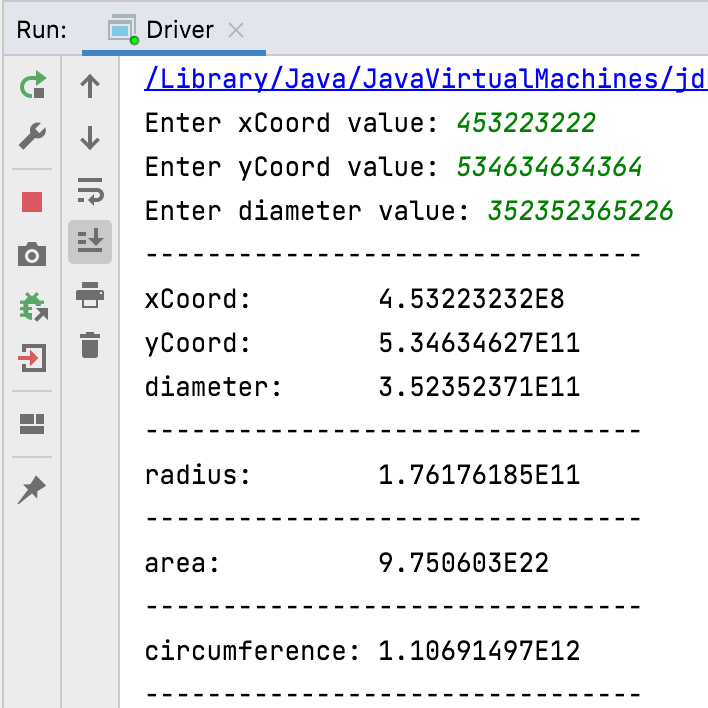 Run: Driver
/Library/Java/JavaVirtualMachines/jd
Enter xCoord value: 453223222
Enter yCoord value: 534634634364
Enter diameter value: 352352365226
--------------------------------
xCoord: 4.53223232E8
yCoord: 5.34634627E11
diameter: 3.52352371E11
--------------------------------
radius: 1.76176185E11
--------------------------------
area: 9.750603E22
--------------------------------
circumference: 1.10691497E12
--------------------------------